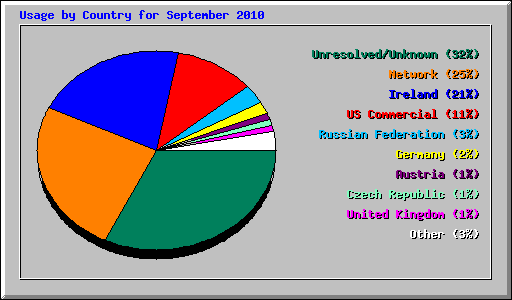 Usage by Country for September 2010
Unresolved/Unknown (32%)
Network (25%)
Ireland (21%)
US Commercial (11%)
Russian Federation (3%)
Germany (2%)
Austria (1%)
Czech Republic (1%)
United Kingdom (1%)
Other (3%)